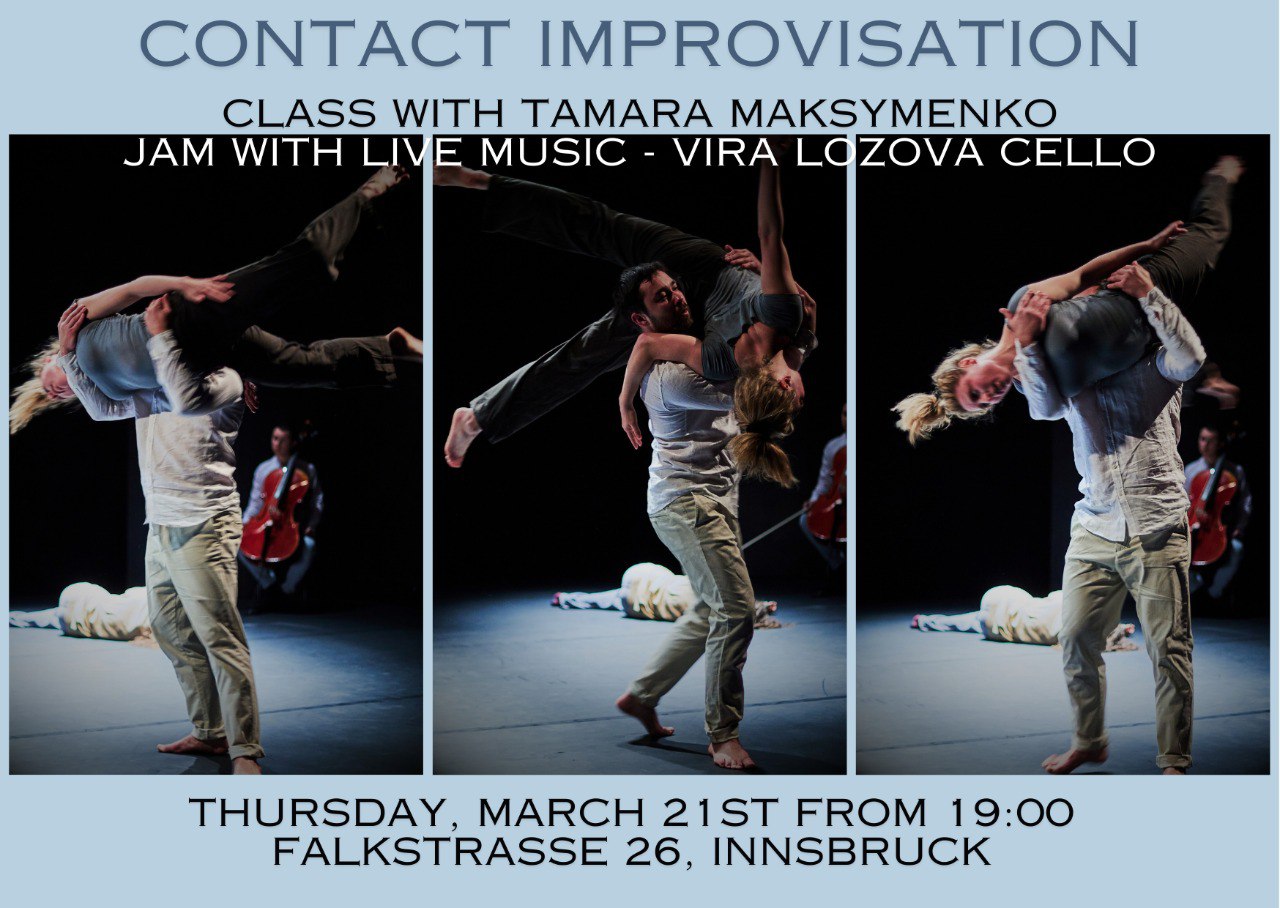 CONTACT IMPROVISATION
CLASS WITH TAMARA MAKSYMENKO
JAM WITH LIVE MUSIC - VIRA LOZOVA CELLO
THURSDAY, MARCH 21ST FROM 19:00
FALKSTRASSE 26, INNSBRUCK